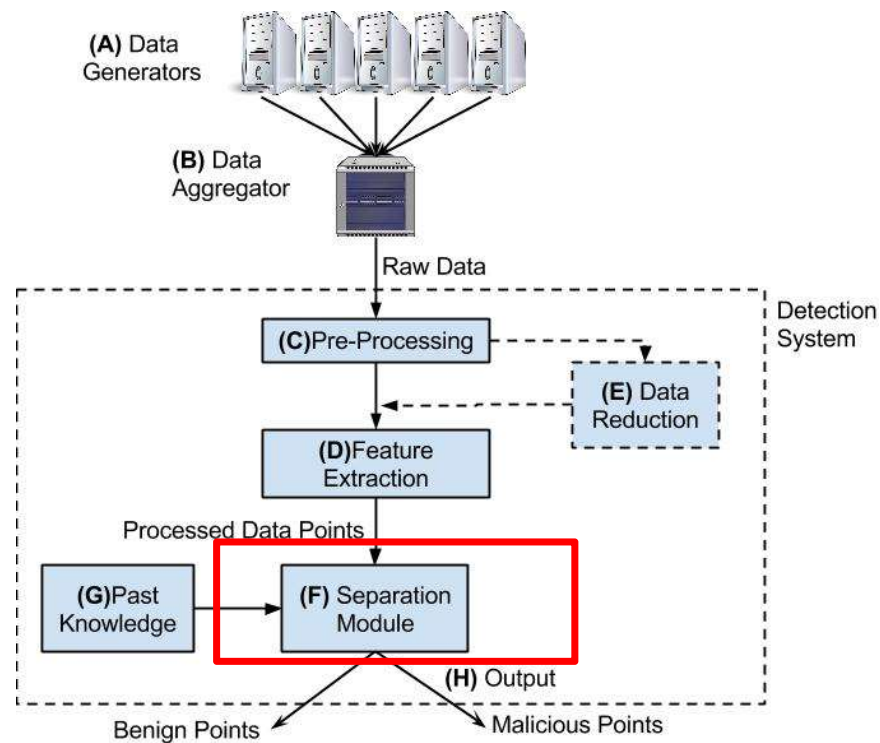 (A) Data
Generators
(B) Data
Aggregator
Raw Data
Detection
System
(C)Pre-Processing
(E) Data
Reduction
(D)Feature
Extraction
Processed Data Points
(G)Past
Knowledge
(F) Separation
Module
(H) Output
Benign Points
Malicious Points